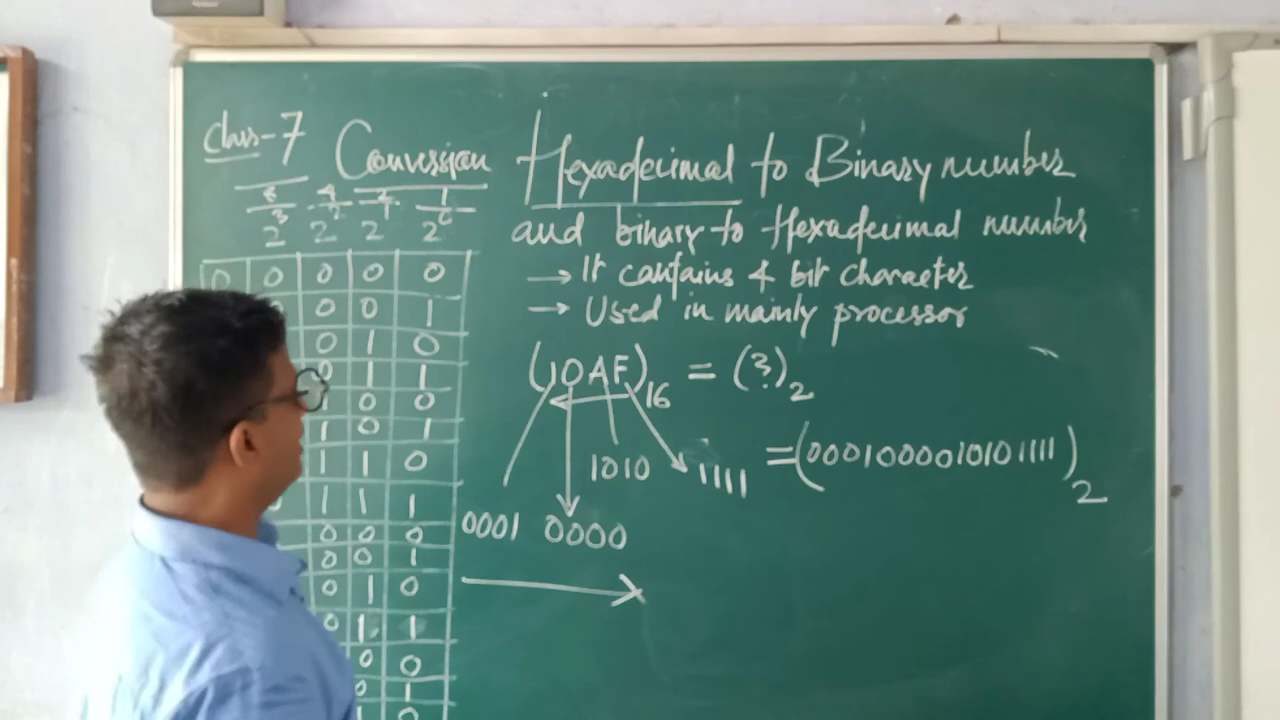 Class-7 Conversion Hexadecimal to Binary number
and binary to Hexadecimal number
→ It contains 4 bit character
→ Used in mainly processor
8 4 2 1
2³ 2² 2¹ 2⁰
0 0 0 0 0
0 0 1
0 1 0
0 1 1
1 0 0
1 0 1
1 1 0
1 1 1
0 0 0
0 0 1
0 1 0
0 1 1
0 0
0 1
1 0
(10AF)₁₆ = (?)₂
1010 1111 = (0001000010101111)₂
0001 0000